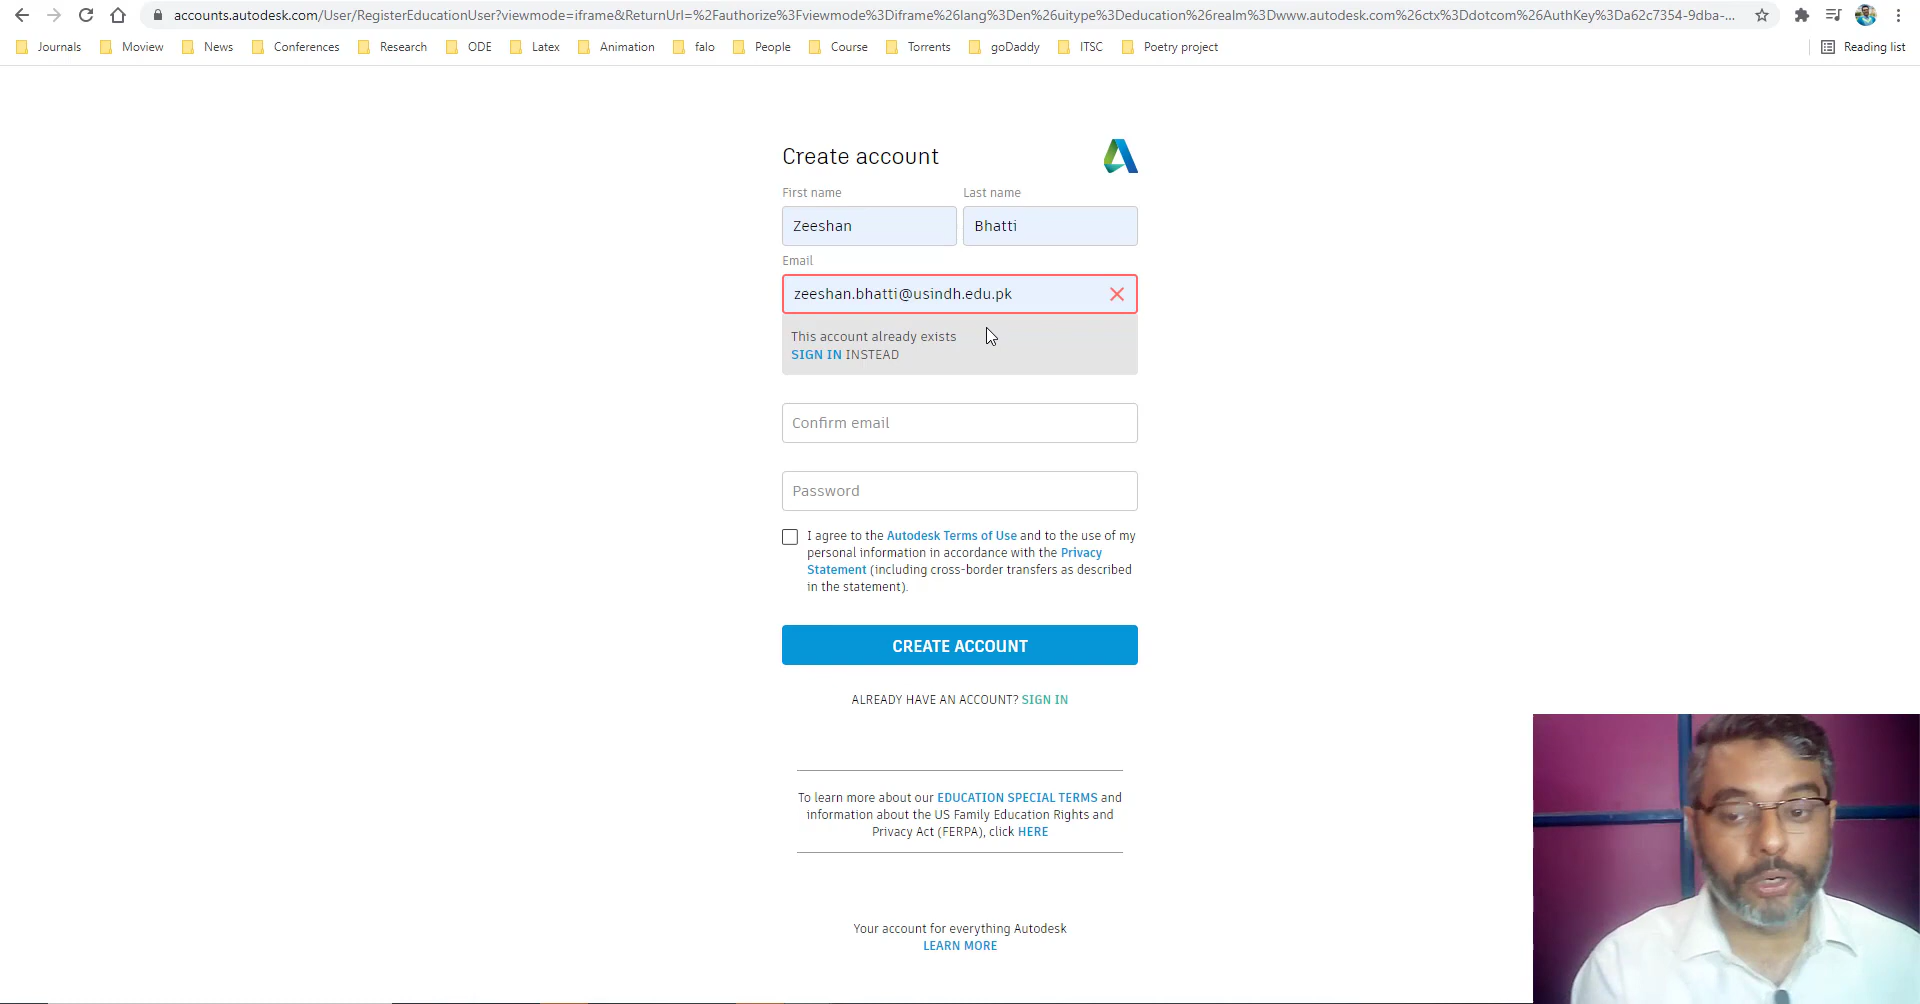 accounts.autodesk.com/User/RegisterEducationUser?viewmode=iframe&ReturnUrl=%2Fauthorize%3Fviewmode%3Diframe%26lang%3Den%26uitype%3Deducation%26realm%3Dwww.autodesk.com%26ctx%3Ddotcom%26AuthKey%3Da62c7354-9dba-...
Journals Moview News Conferences Research ODE Latex Animation falo People Course Torrents goDaddy ITSC Poetry project Reading list
Create account
First name Last name
Zeeshan Bhatti
Email
zeeshan.bhatti@usindh.edu.pk
This account already exists
SIGN IN INSTEAD
Confirm email
Password
I agree to the Autodesk Terms of Use and to the use of my
personal information in accordance with the Privacy
Statement (including cross-border transfers as described
in the statement).
CREATE ACCOUNT
ALREADY HAVE AN ACCOUNT? SIGN IN
To learn more about our EDUCATION SPECIAL TERMS and
information about the US Family Education Rights and
Privacy Act (FERPA), click HERE
Your account for everything Autodesk
LEARN MORE